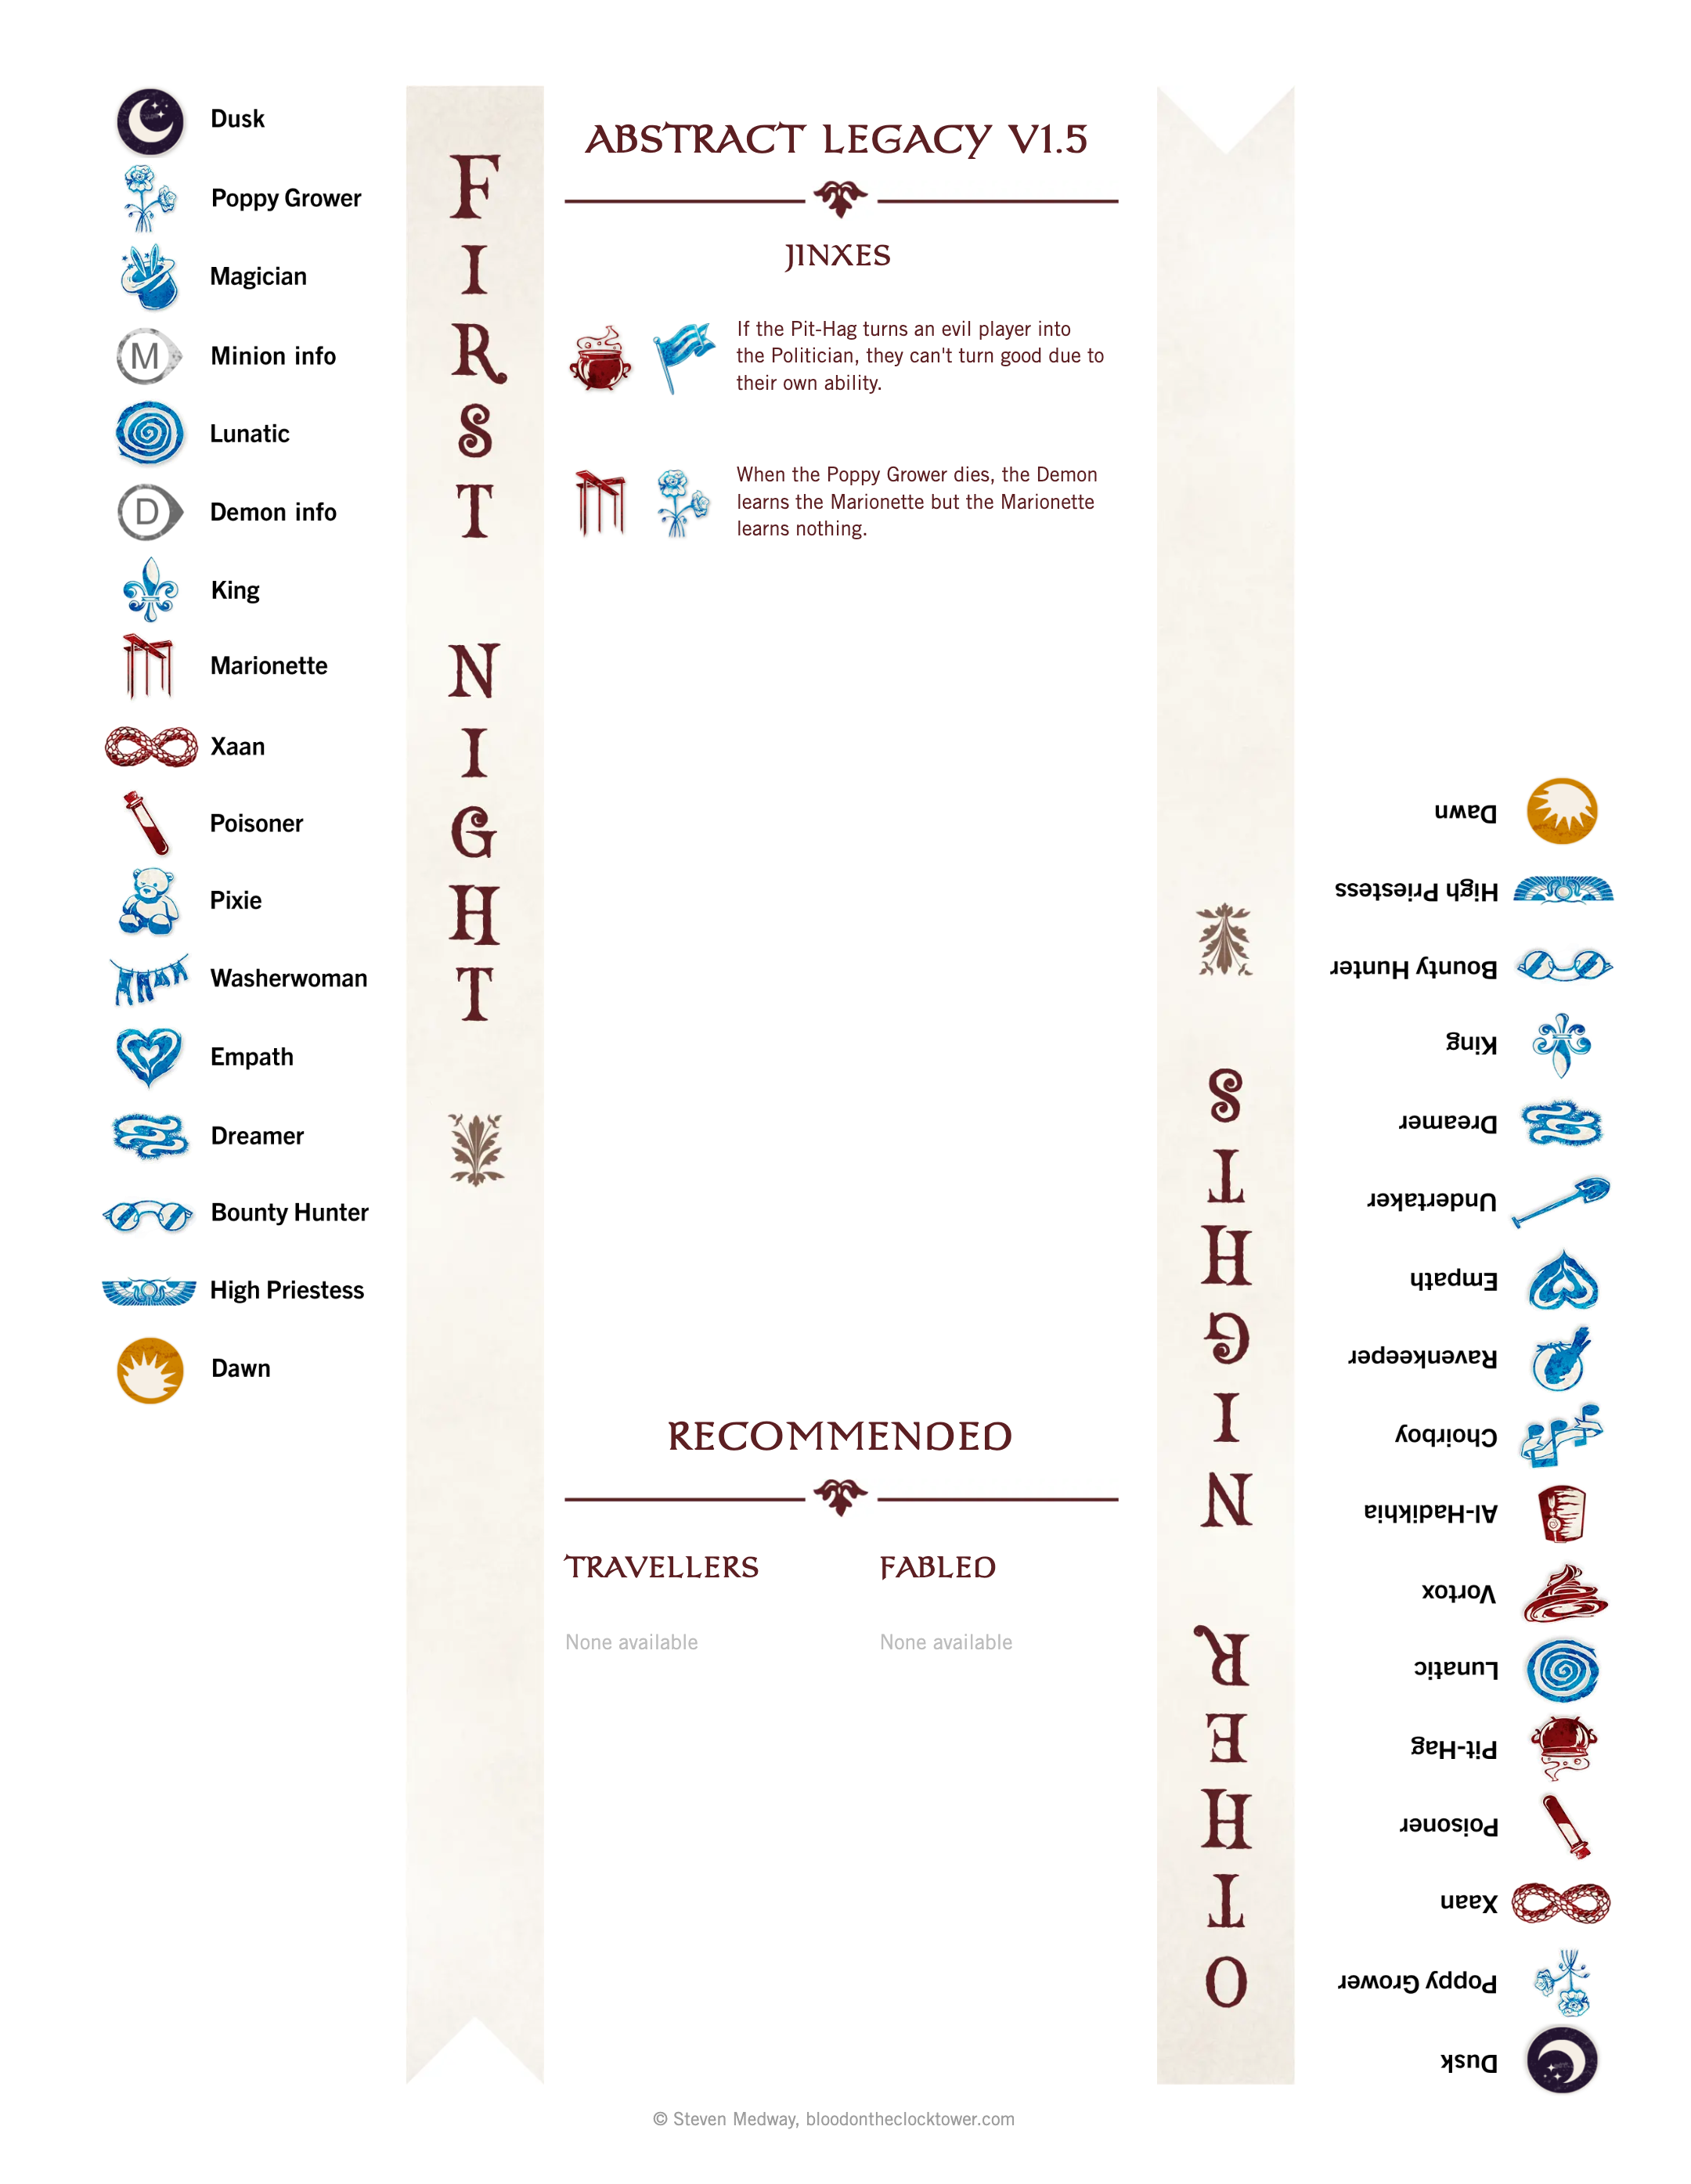 Dusk
Poppy Grower
Magician
M
Minion info
Lunatic
D
Demon info
King
Marionette
Xaan
Poisoner
Pixie
Washerwoman
Empath
Dreamer
Bounty Hunter
High Priestess
Dawn
FIRST NIGHT
ABSTRACT LEGACY V1.5
JINXES
If the Pit-Hag turns an evil player into
the Politician, they can't turn good due to
their own ability.
When the Poppy Grower dies, the Demon
learns the Marionette but the Marionette
learns nothing.
RECOMMENDED
TRAVELLERS
None available
FABLED
None available
OTHER NIGHTS
Dusk
Poppy Grower
Xaan
Poisoner
Pit-Hag
Lunatic
Vortox
Al-Hadikhia
Choirboy
Ravenkeeper
Empath
Undertaker
Dreamer
King
Bounty Hunter
High Priestess
Dawn
© Steven Medway, bloodontheclocktower.com